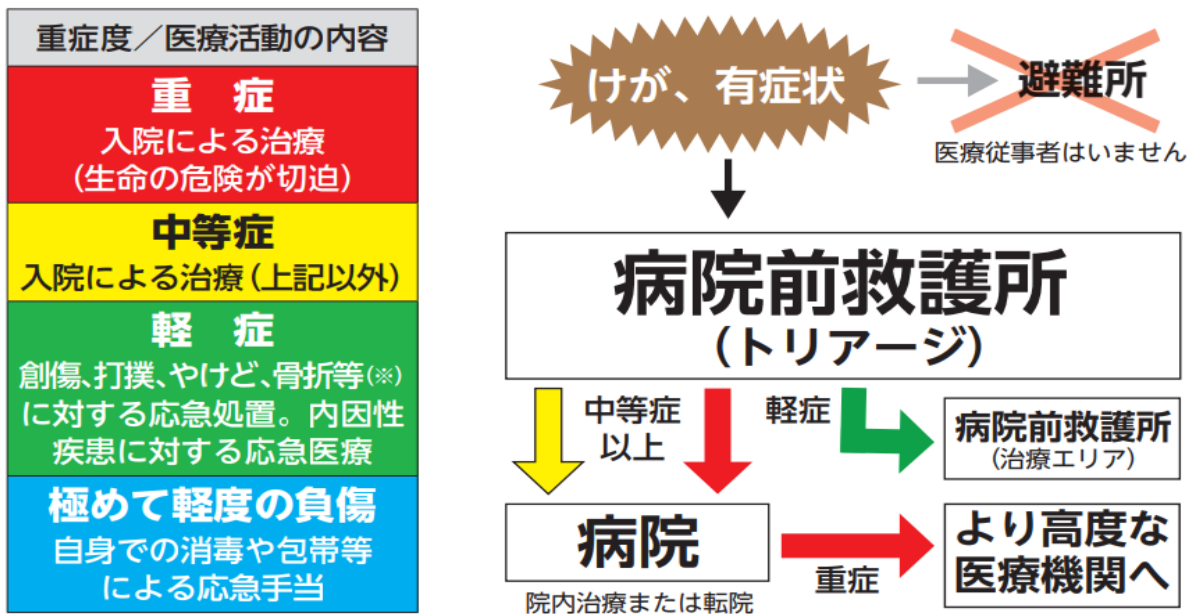 重症度／医療活動の内容
重　症
入院による治療
(生命の危険が切迫)
中等症
入院による治療(上記以外)
軽　症
創傷、打撲、やけど、骨折等(※)
に対する応急処置。内因性
疾患に対する応急医療
極めて軽度の負傷
自身での消毒や包帯等
による応急手当
けが、有症状
避難所
医療従事者はいません
病院前救護所
(トリアージ)
中等症
以上
軽症
病院前救護所
(治療エリア)
病院
院内治療または転院
重症
より高度な
医療機関へ